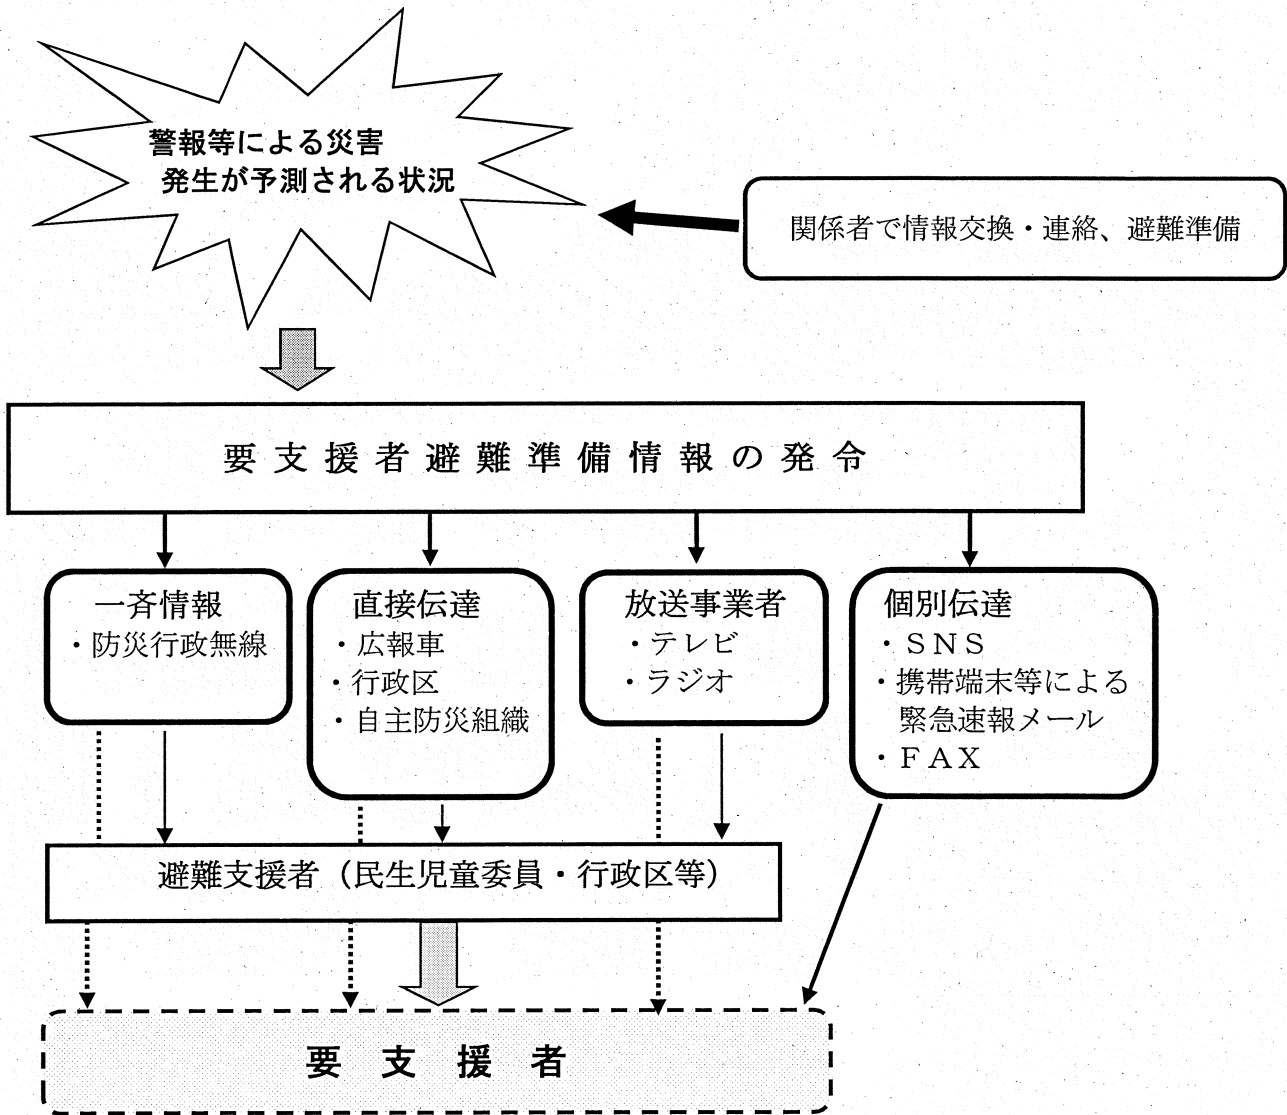 警報等による災害
発生が予測される状況
関係者で情報交換・連絡、避難準備
要支援者避難準備情報の発令
一斉情報
・防災行政無線
直接伝達
・広報車
・行政区
・自主防災組織
放送事業者
・テレビ
・ラジオ
個別伝達
・ＳＮＳ
・携帯端末等による
緊急速報メール
・ＦＡＸ
避難支援者（民生児童委員・行政区等）
要支援者